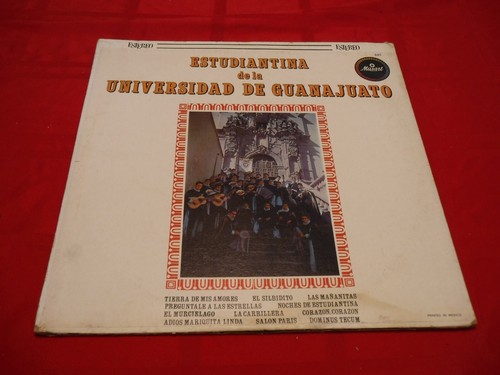 ESTEREO ESTEREO
ESTUDIANTINA
de la
UNIVERSIDAD DE GUANAJUATO
Musart
TIERRA DE MIS AMORES EL SILBIDITO LAS MAÑANITAS
PREGUNTALE A LAS ESTRELLAS NOCHES DE ESTUDIANTINA
EL MURCIELAGO LA CARRILLERA CORAZON, CORAZON
ADIOS MARIQUITA LINDA SALON PARIS DOMINUS TECUM